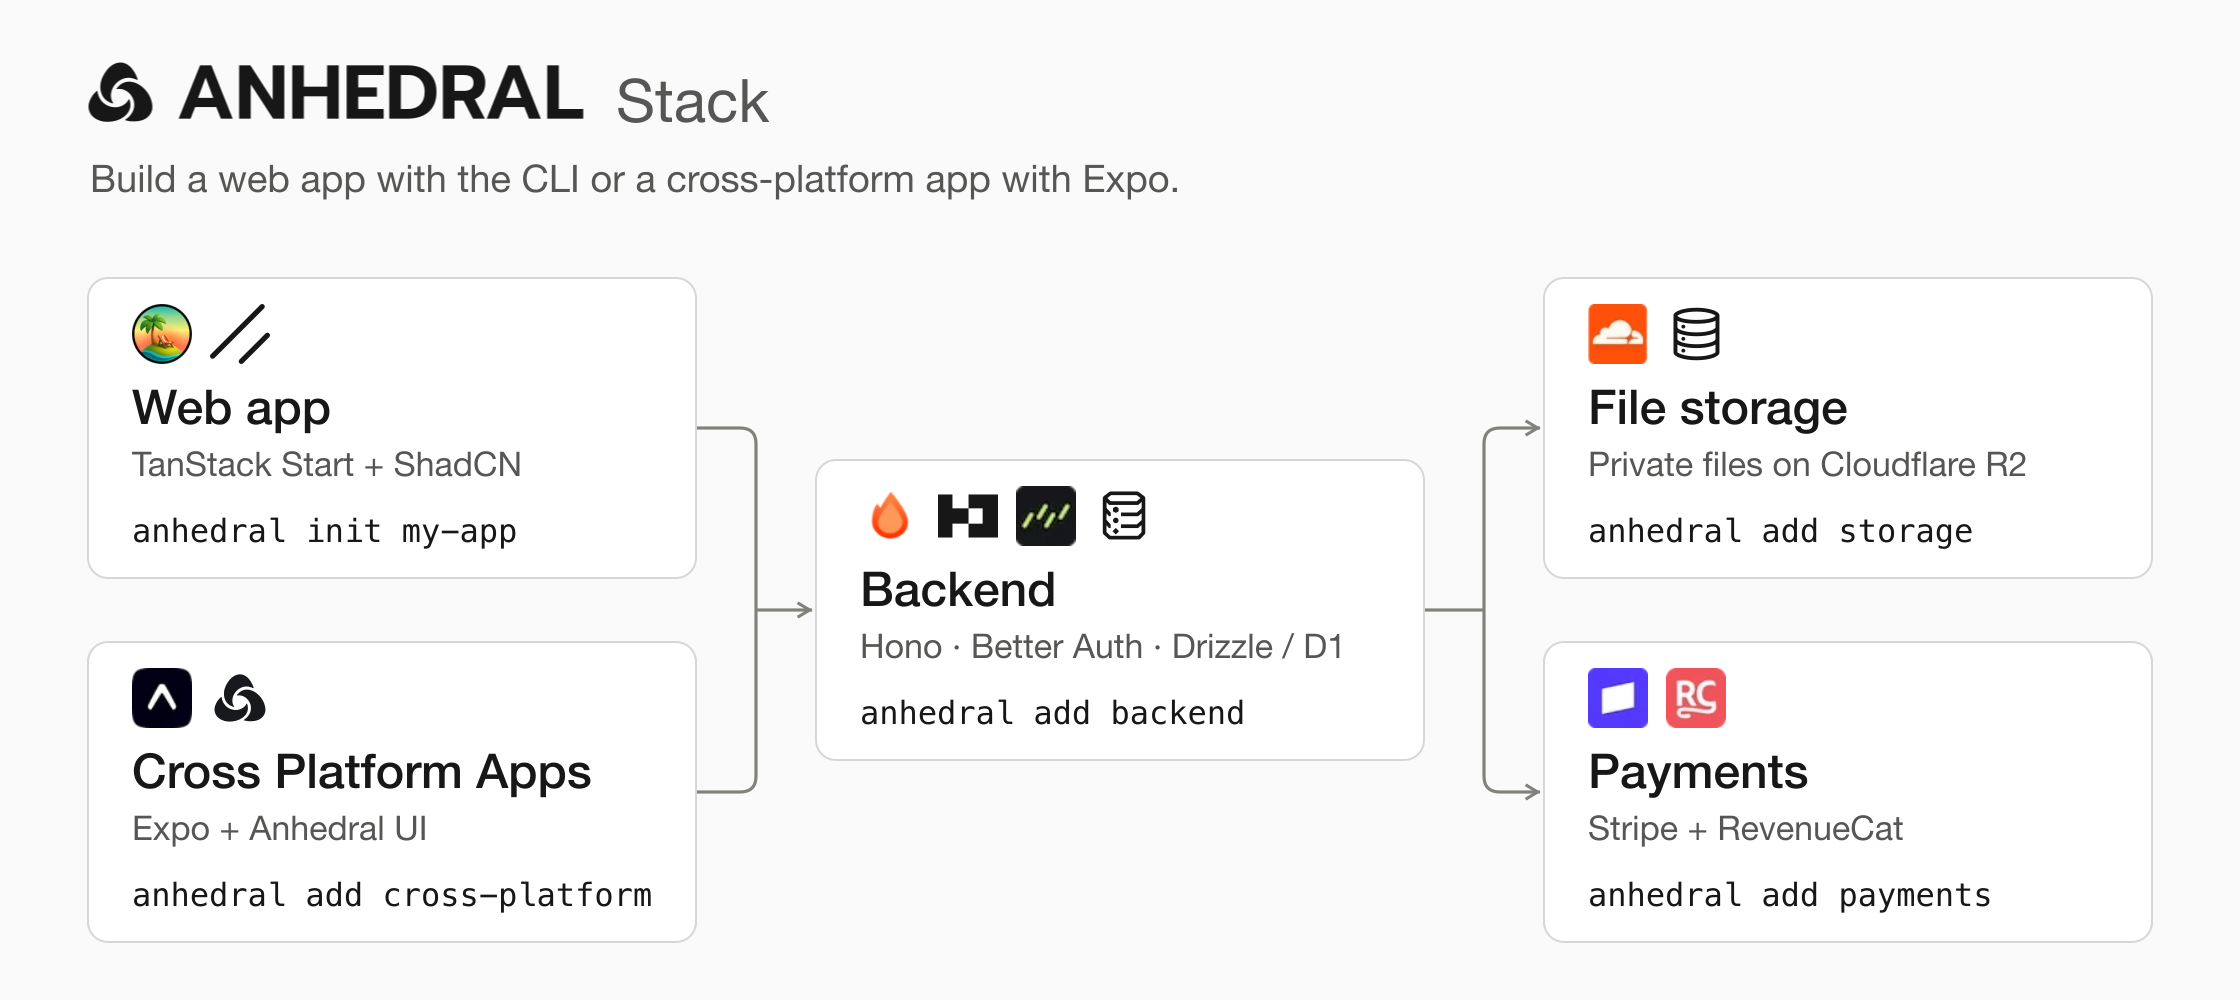 ANHEDRAL Stack
Build a web app with the CLI or a cross-platform app with Expo.
Web app
TanStack Start + ShadCN
anhedral init my-app
Cross Platform Apps
Expo + Anhedral UI
anhedral add cross-platform
Backend
Hono · Better Auth · Drizzle / D1
anhedral add backend
File storage
Private files on Cloudflare R2
anhedral add storage
RC
Payments
Stripe + RevenueCat
anhedral add payments